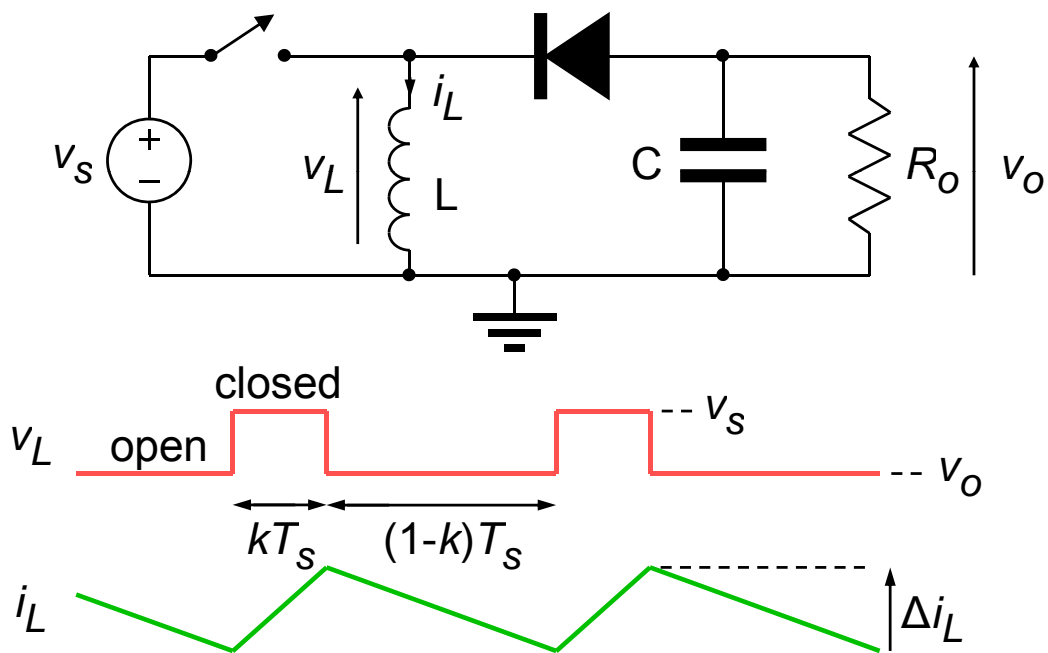 i_L
v_s
+
−
v_L
L
C
R_o
v_o
closed
open
v_L
v_s
v_o
kT_s
(1-k)T_s
i_L
Δi_L